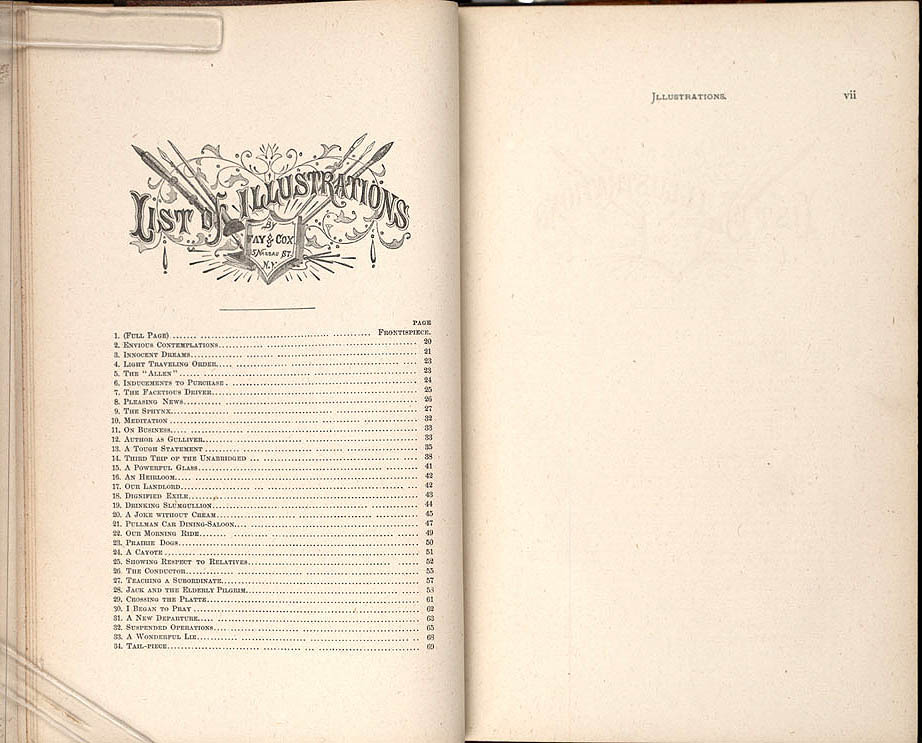 LIST OF ILLUSTRATIONS
BY
FAY & COX
NASSAU ST.
N.Y.
PAGE
1. (FULL PAGE) ....... FRONTISPIECE.
2. ENVIOUS CONTEMPLATIONS....... 20
3. INNOCENT DREAMS....... 21
4. LIGHT TRAVELING ORDER....... 23
5. THE "ALLEN"....... 23
6. INDUCEMENTS TO PURCHASE....... 24
7. THE FACETIOUS DRIVER....... 25
8. PLEASING NEWS....... 26
9. THE SPHYNX....... 27
10. MEDITATION....... 32
11. ON BUSINESS....... 33
12. AUTHOR AS GULLIVER....... 33
13. A TOUGH STATEMENT....... 35
14. THIRD TRIP OF THE UNABRIDGED....... 38
15. A POWERFUL GLASS....... 41
16. AN HEIRLOOM....... 42
17. OUR LANDLORD....... 42
18. DIGNIFIED EXILE....... 43
19. DRINKING SLUMGULLION....... 44
20. A JOKE WITHOUT CREAM....... 45
21. PULLMAN CAR DINING-SALOON....... 47
22. OUR MORNING RIDE....... 49
23. PRAIRIE DOGS....... 50
24. A CAYOTE....... 51
25. SHOWING RESPECT TO RELATIVES....... 52
26. THE CONDUCTOR....... 55
27. TEACHING A SUBORDINATE....... 57
28. JACK AND THE ELDERLY PILGRIM....... 58
29. CROSSING THE PLATTE....... 61
30. I BEGAN TO PRAY....... 62
31. A NEW DEPARTURE....... 63
32. SUSPENDED OPERATIONS....... 65
33. A WONDERFUL LIE....... 68
34. TAIL-PIECE....... 69
ILLUSTRATIONS. vii